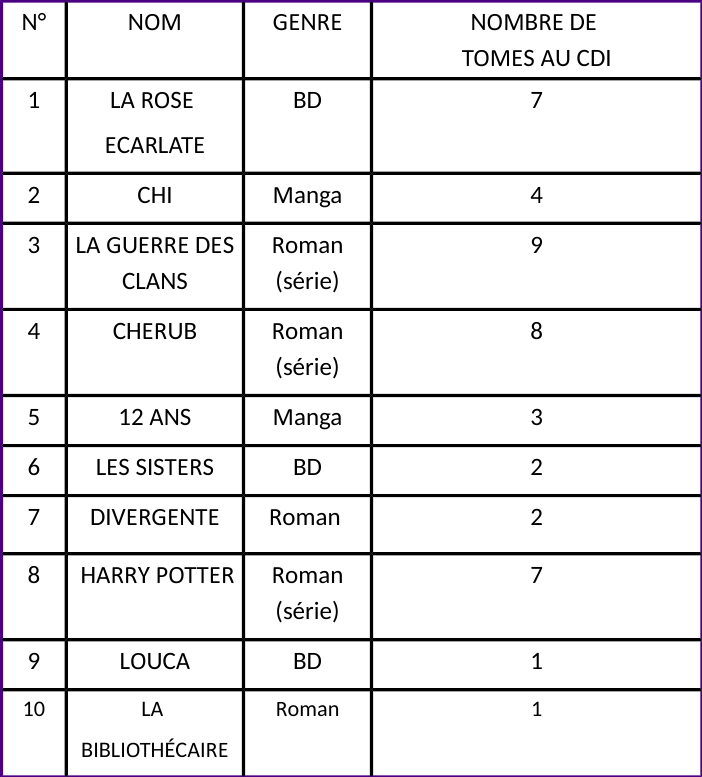 N° NOM GENRE NOMBRE DE
TOMES AU CDI
1 LA ROSE BD 7
ECARLATE
2 CHI Manga 4
3 LA GUERRE DES Roman 9
CLANS (série)
4 CHERUB Roman 8
(série)
5 12 ANS Manga 3
6 LES SISTERS BD 2
7 DIVERGENTE Roman 2
8 HARRY POTTER Roman 7
(série)
9 LOUCA BD 1
10 LA Roman 1
BIBLIOTHÉCAIRE